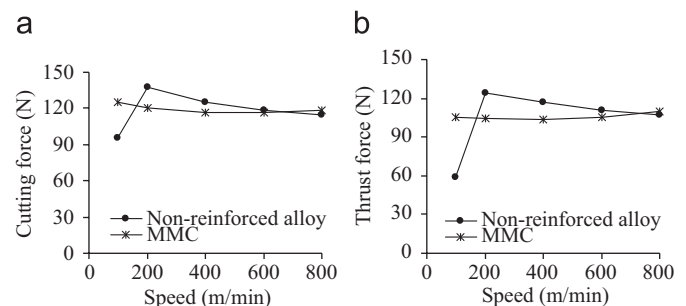 a
Cutting force (N)
150
120
90
60
30
0
Non-reinforced alloy
MMC
0 200 400 600 800
Speed (m/min)
b
Thrust force (N)
150
120
90
60
30
0
Non-reinforced alloy
MMC
0 200 400 600 800
Speed (m/min)